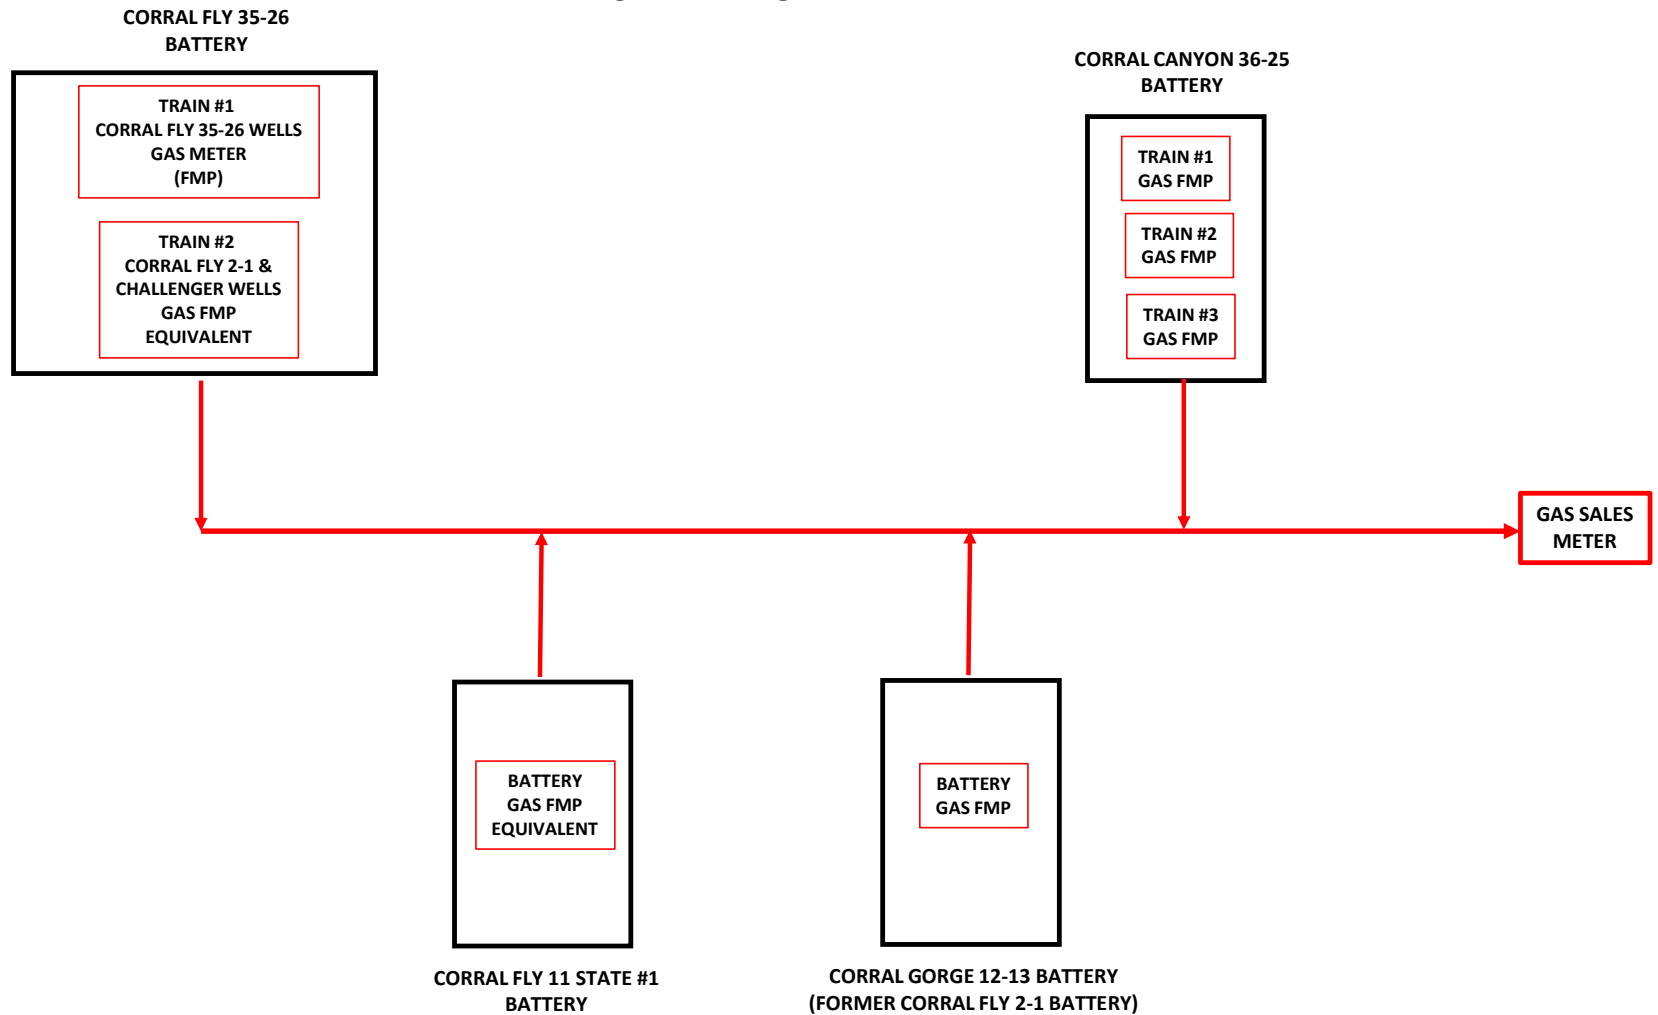 CORRAL FLY 35-26
BATTERY
TRAIN #1
CORRAL FLY 35-26 WELLS
GAS METER
(FMP)
TRAIN #2
CORRAL FLY 2-1 &
CHALLENGER WELLS
GAS FMP
EQUIVALENT
CORRAL CANYON 36-25
BATTERY
TRAIN #1
GAS FMP
TRAIN #2
GAS FMP
TRAIN #3
GAS FMP
GAS SALES
METER
BATTERY
GAS FMP
EQUIVALENT
CORRAL FLY 11 STATE #1
BATTERY
BATTERY
GAS FMP
CORRAL GORGE 12-13 BATTERY
(FORMER CORRAL FLY 2-1 BATTERY)